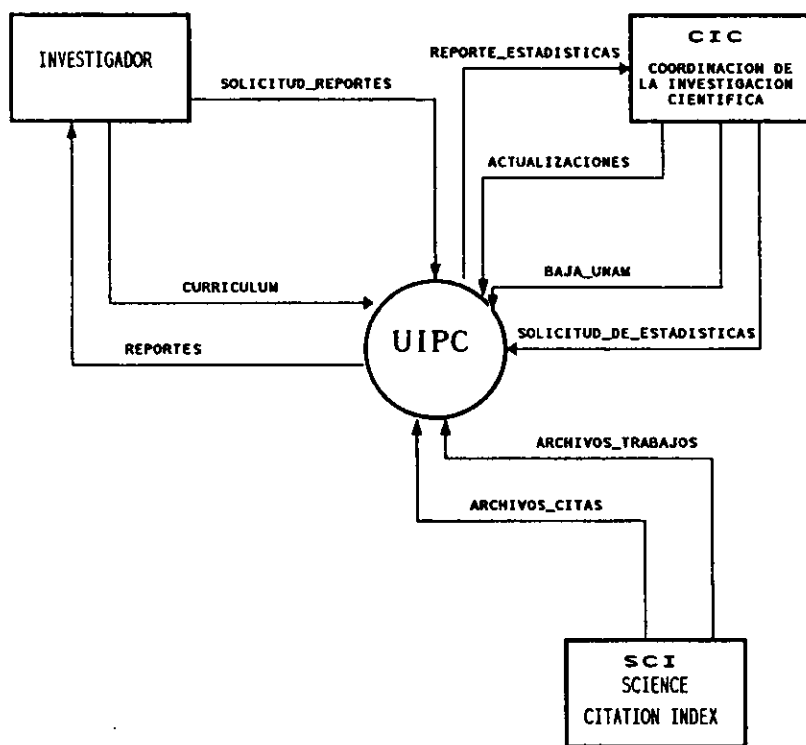 INVESTIGADOR
SOLICITUD_REPORTES
REPORTE_ESTADISTICAS
CIC
COORDINACION DE
LA INVESTIGACION
CIENTIFICA
ACTUALIZACIONES
CURRICULUM
BAJA_UNAM
REPORTES
UIPC
SOLICITUD_DE_ESTADISTICAS
ARCHIVOS_TRABAJOS
ARCHIVOS_CITAS
SCI
SCIENCE
CITATION INDEX